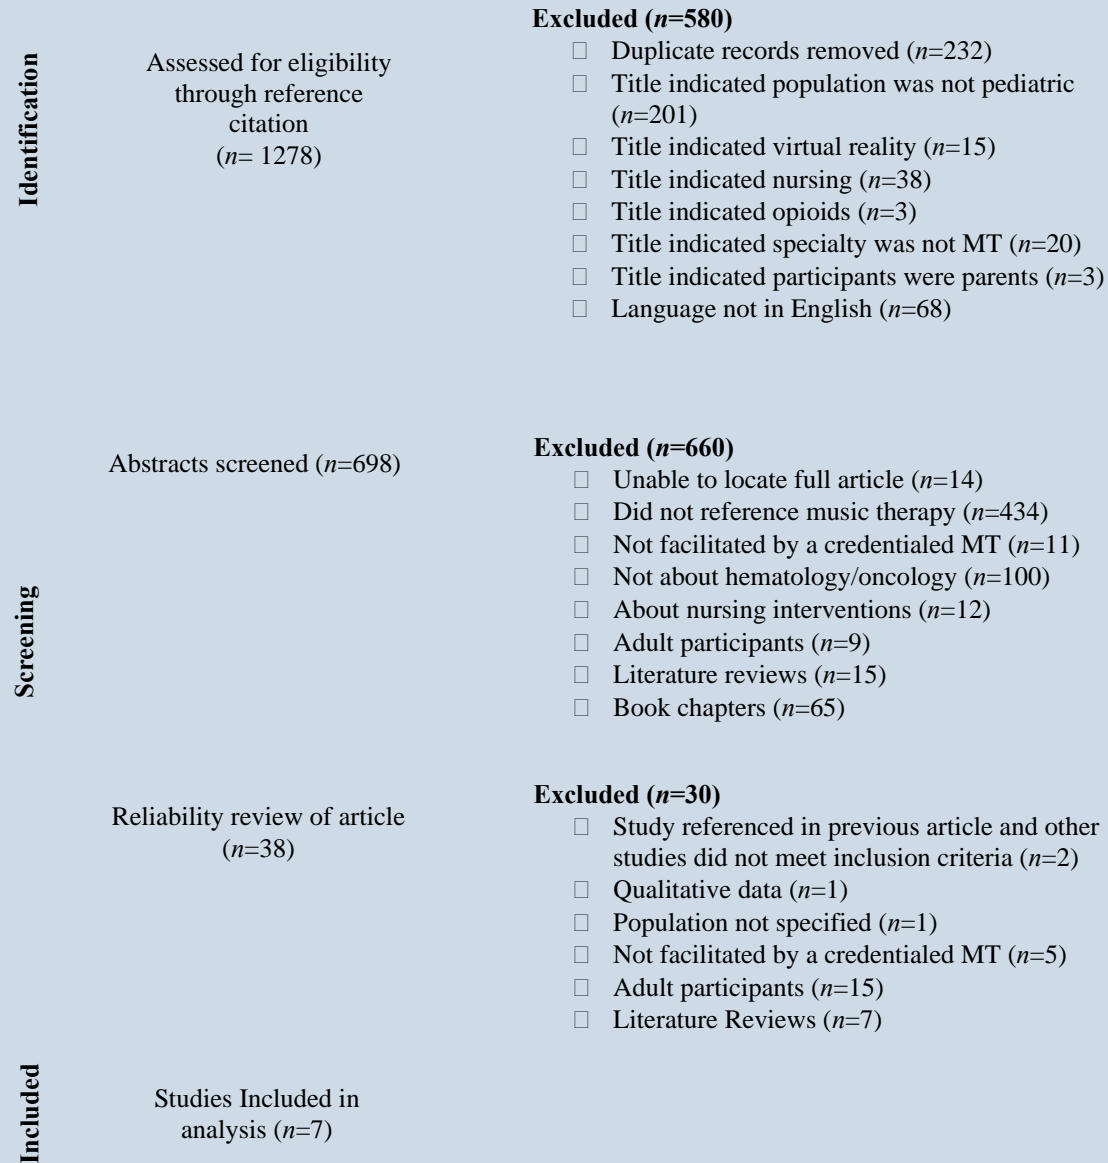 Identification
Assessed for eligibility
through reference
citation
(n= 1278)
Excluded (n=580)
Duplicate records removed (n=232)
Title indicated population was not pediatric
(n=201)
Title indicated virtual reality (n=15)
Title indicated nursing (n=38)
Title indicated opioids (n=3)
Title indicated specialty was not MT (n=20)
Title indicated participants were parents (n=3)
Language not in English (n=68)
Screening
Abstracts screened (n=698)
Excluded (n=660)
Unable to locate full article (n=14)
Did not reference music therapy (n=434)
Not facilitated by a credentialed MT (n=11)
Not about hematology/oncology (n=100)
About nursing interventions (n=12)
Adult participants (n=9)
Literature reviews (n=15)
Book chapters (n=65)
Reliability review of article
(n=38)
Excluded (n=30)
Study referenced in previous article and other
studies did not meet inclusion criteria (n=2)
Qualitative data (n=1)
Population not specified (n=1)
Not facilitated by a credentialed MT (n=5)
Adult participants (n=15)
Literature Reviews (n=7)
Included
Studies Included in
analysis (n=7)